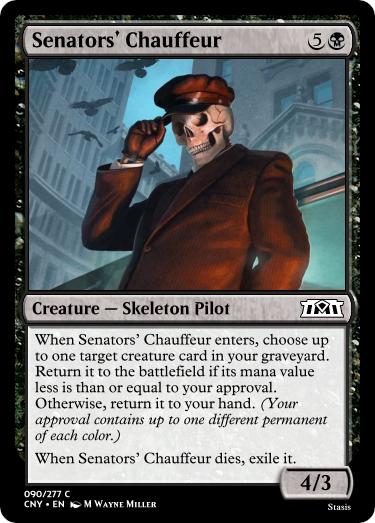 Senators' Chauffeur 5
Creature — Skeleton Pilot
When Senators' Chauffeur enters, choose up
to one target creature card in your graveyard.
Return it to the battlefield if its mana value
less is than or equal to your approval.
Otherwise, return it to your hand. (Your
approval contains up to one different permanent
of each color.)
When Senators' Chauffeur dies, exile it.
4/3
090/277 C
CNY • EN M Wayne Miller
Stasis